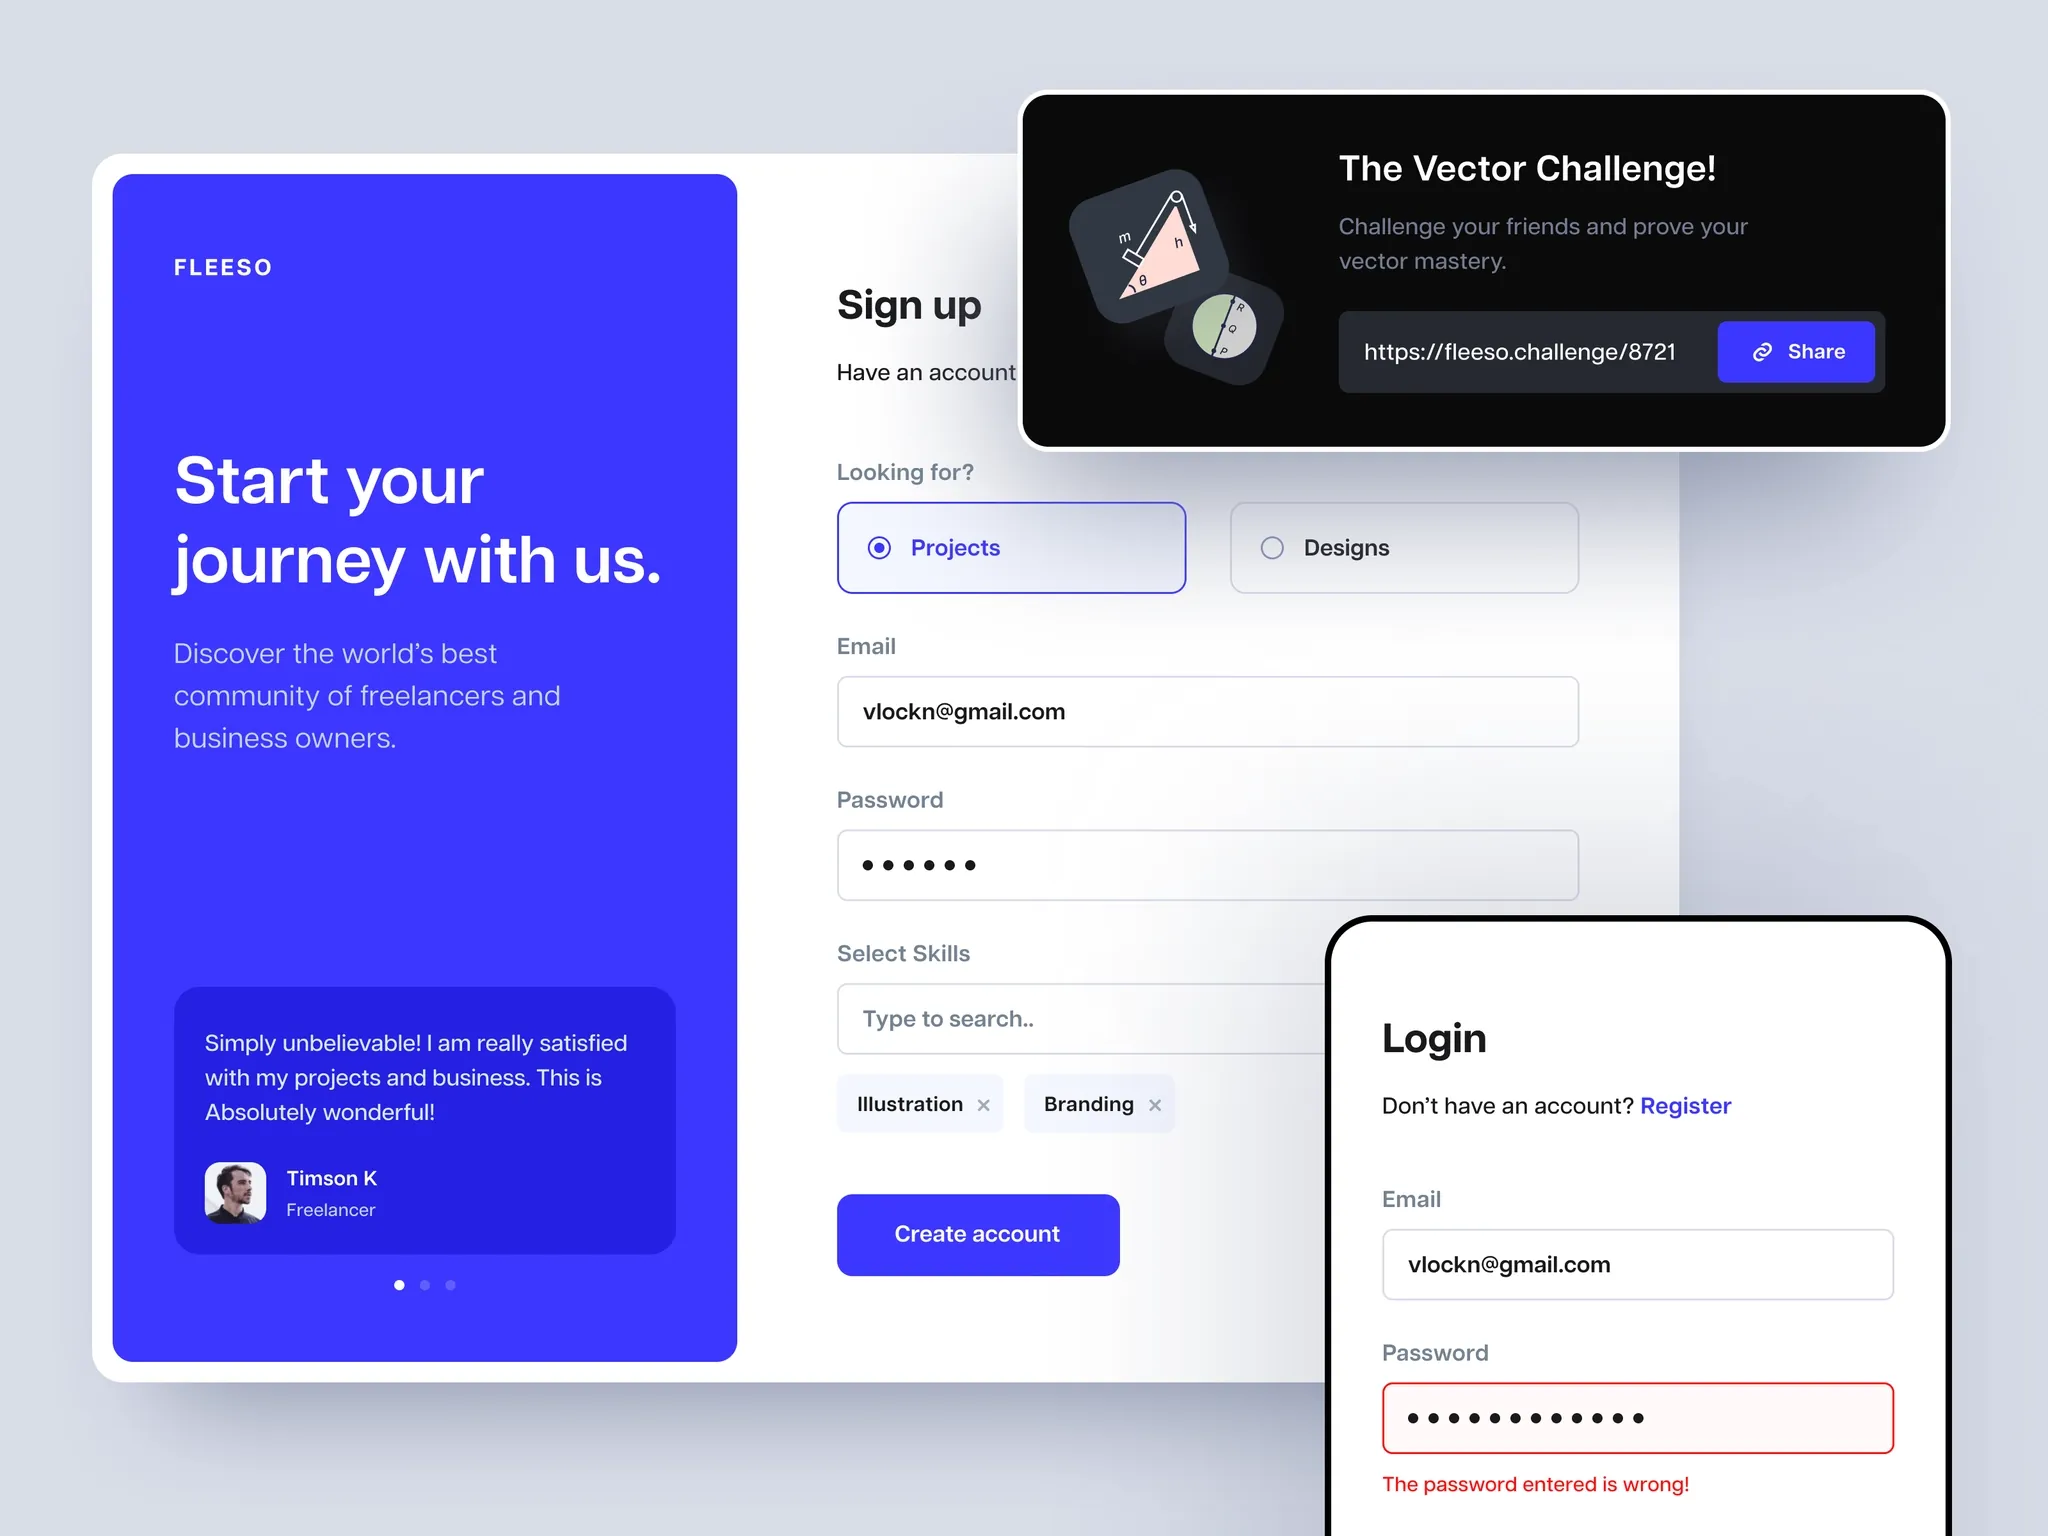 FLEESO
Start your
journey with us.
Discover the world’s best
community of freelancers and
business owners.
Simply unbelievable! I am really satisfied
with my projects and business. This is
Absolutely wonderful!
Timson K
Freelancer
Sign up
Have an account
Looking for?
Projects
Designs
Email
vlockn@gmail.com
Password
Select Skills
Type to search..
Illustration
Branding
Create account
m
h
θ
R
Q
P
The Vector Challenge!
Challenge your friends and prove your
vector mastery.
https://fleeso.challenge/8721
Share
Login
Don’t have an account? Register
Email
vlockn@gmail.com
Password
The password entered is wrong!